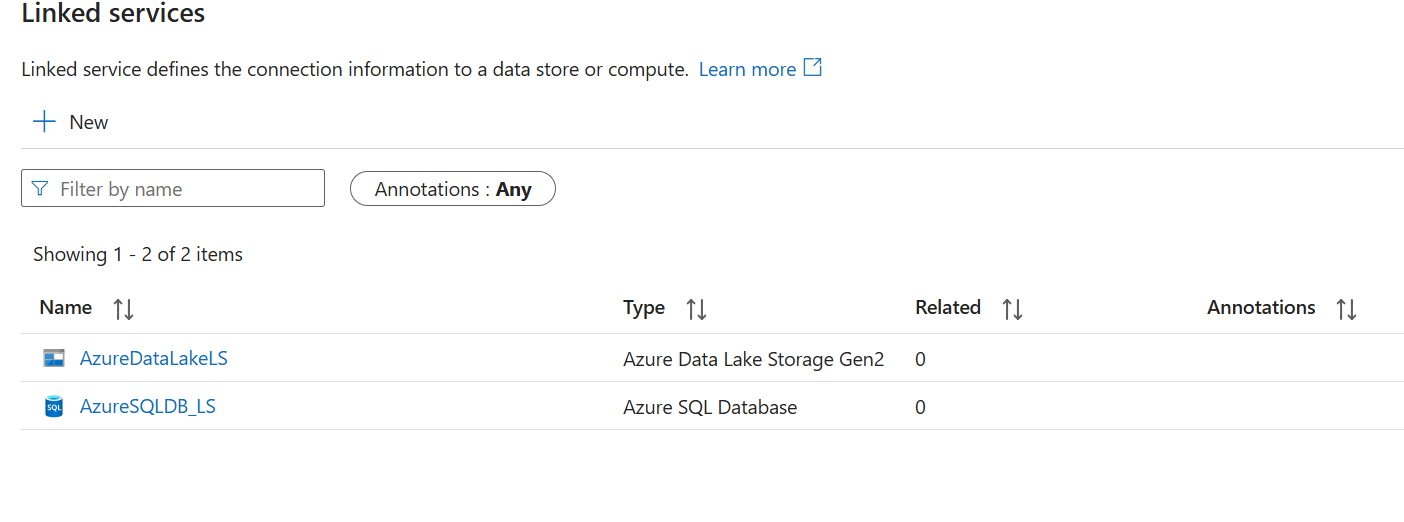 Linked services
Linked service defines the connection information to a data store or compute. Learn more
New
Filter by name
Annotations : Any
Showing 1 - 2 of 2 items
Name Type Related Annotations
AzureDataLakeLS Azure Data Lake Storage Gen2 0
SQL AzureSQLDB_LS Azure SQL Database 0